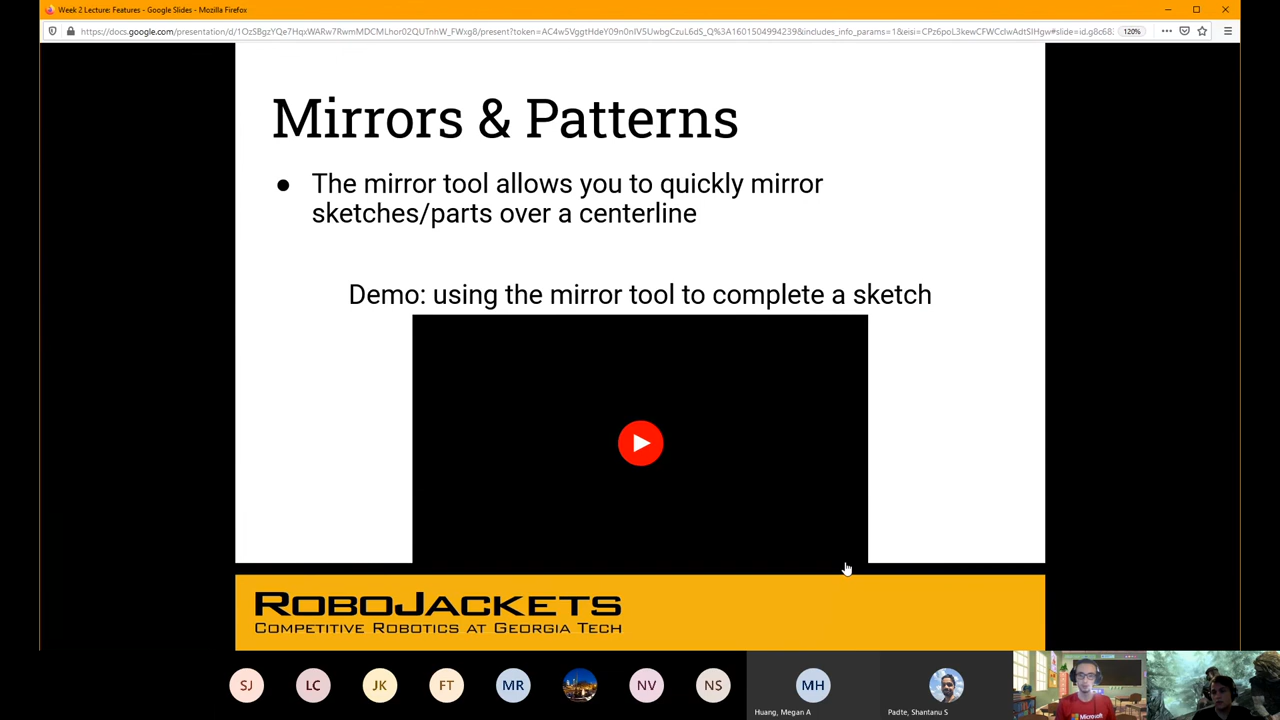 Week 2 Lecture: Features - Google Slides - Mozilla Firefox
120%
Mirrors & Patterns
● The mirror tool allows you to quickly mirror
sketches/parts over a centerline
Demo: using the mirror tool to complete a sketch
ROBOJACKETS
COMPETITIVE ROBOTICS AT GEORGIA TECH
SJ
LC
JK
FT
MR
NV
NS
MH
Huang, Megan A
Padte, Shantanu S
Microsoft